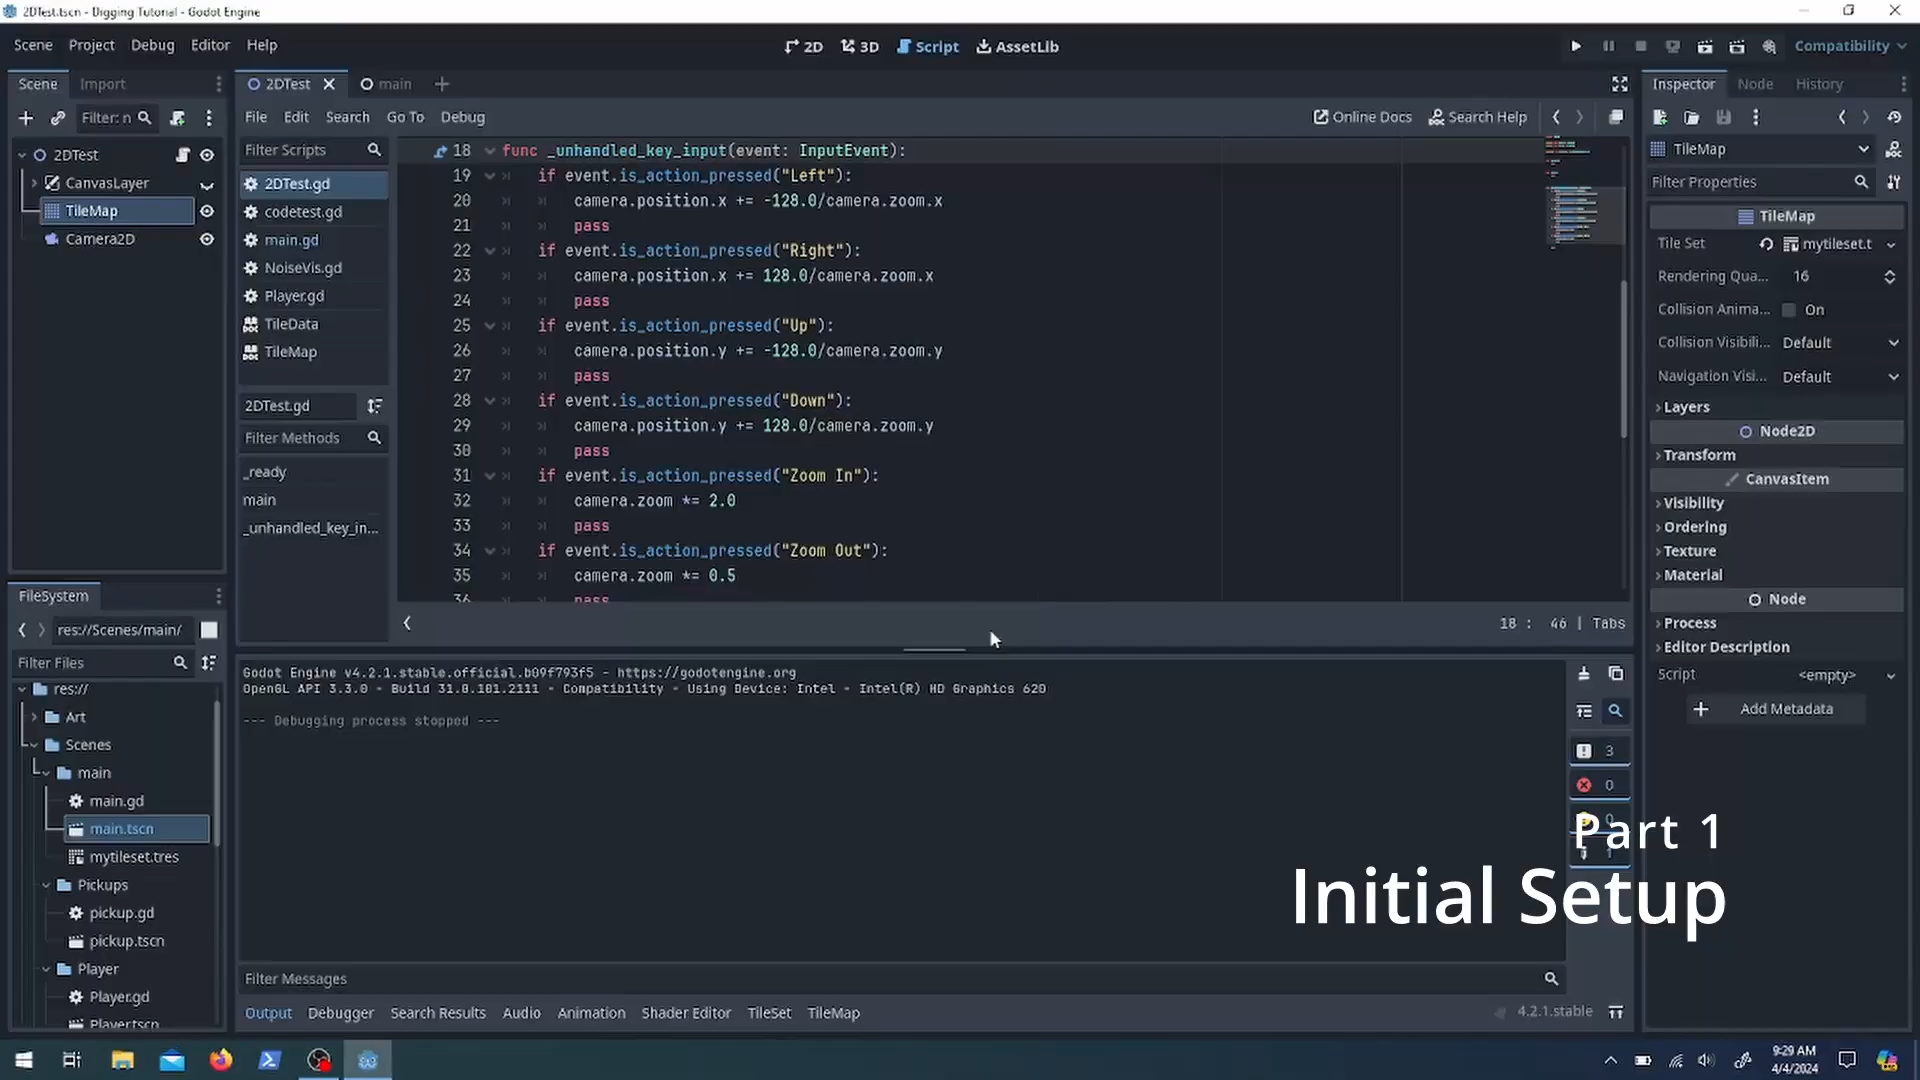 2DTest.tscn - Digging Tutorial - Godot Engine
Scene Project Debug Editor Help
2D 3D Script AssetLib
Compatibility
Scene Import
Filter: n
2DTest
CanvasLayer
TileMap
Camera2D
2DTest main
File Edit Search Go To Debug
Online Docs Search Help
Filter Scripts
2DTest.gd
codetest.gd
main.gd
NoiseVis.gd
Player.gd
TileData
TileMap
2DTest.gd
Filter Methods
_ready
main
_unhandled_key_in...
18 func _unhandled_key_input(event: InputEvent):
19 if event.is_action_pressed("Left"):
20 camera.position.x += -128.0/camera.zoom.x
21 pass
22 if event.is_action_pressed("Right"):
23 camera.position.x += 128.0/camera.zoom.x
24 pass
25 if event.is_action_pressed("Up"):
26 camera.position.y += -128.0/camera.zoom.y
27 pass
28 if event.is_action_pressed("Down"):
29 camera.position.y += 128.0/camera.zoom.y
30 pass
31 if event.is_action_pressed("Zoom In"):
32 camera.zoom *= 2.0
33 pass
34 if event.is_action_pressed("Zoom Out"):
35 camera.zoom *= 0.5
36 pass
18 : 46 | Tabs
FileSystem
res://Scenes/main/
Filter Files
res://
Art
Scenes
main
main.gd
main.tscn
mytileset.tres
Pickups
pickup.gd
pickup.tscn
Player
Player.gd
Player.tscn
Godot Engine v4.2.1.stable.official.b09f793f5 - https://godotengine.org
OpenGL API 3.3.0 - Build 31.0.101.2111 - Compatibility - Using Device: Intel - Intel(R) HD Graphics 620
--- Debugging process stopped ---
3
0
0
1
Filter Messages
Output Debugger Search Results Audio Animation Shader Editor TileSet TileMap
4.2.1.stable
Inspector Node History
TileMap
Filter Properties
TileMap
Tile Set mytileset.t
Rendering Qua... 16
Collision Anima... On
Collision Visibili... Default
Navigation Visi... Default
Layers
Node2D
Transform
CanvasItem
Visibility
Ordering
Texture
Material
Node
Process
Editor Description
Script <empty>
Add Metadata
Part 1
Initial Setup
9:29 AM
4/4/2024